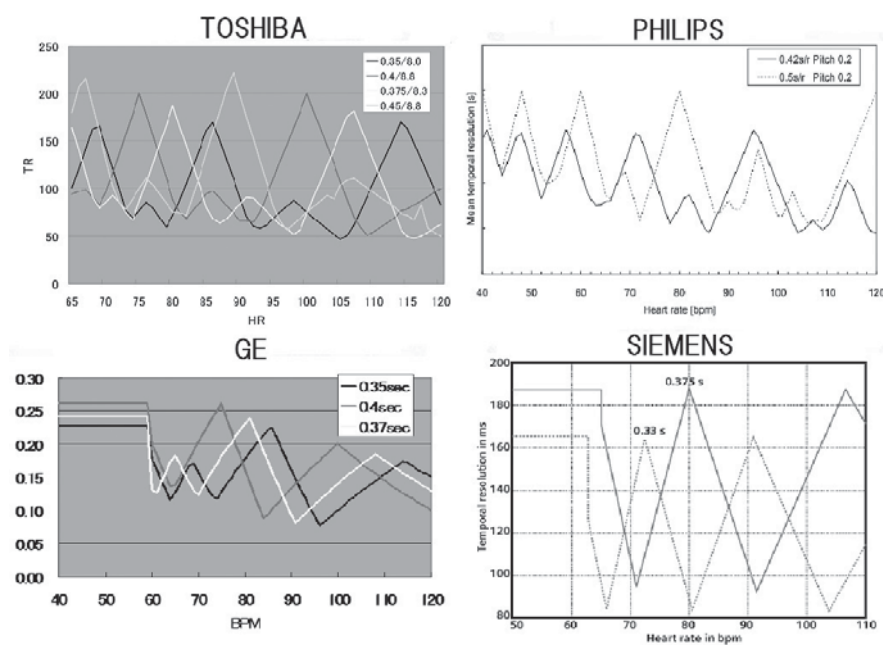 TOSHIBA
250
200
150
100
50
0
TR
65 70 75 80 85 90 95 100 105 110 115 120
HR
0.35/8.0
0.4/8.8
0.375/8.3
0.45/8.8
PHILIPS
0.42s/r Pitch 0.2
0.5s/r Pitch 0.2
Mean temporal resolution [s]
40 50 60 70 80 90 100 110 120
Heart rate [bpm]
GE
0.30
0.25
0.20
0.15
0.10
0.05
0.00
0.35sec
0.4sec
0.37sec
40 50 60 70 80 90 100 110 120
BPM
SIEMENS
200
180
160
140
120
100
80
Temporal resolution in ms
0.375 s
0.33 s
50 60 70 80 90 110
Heart rate in bpm